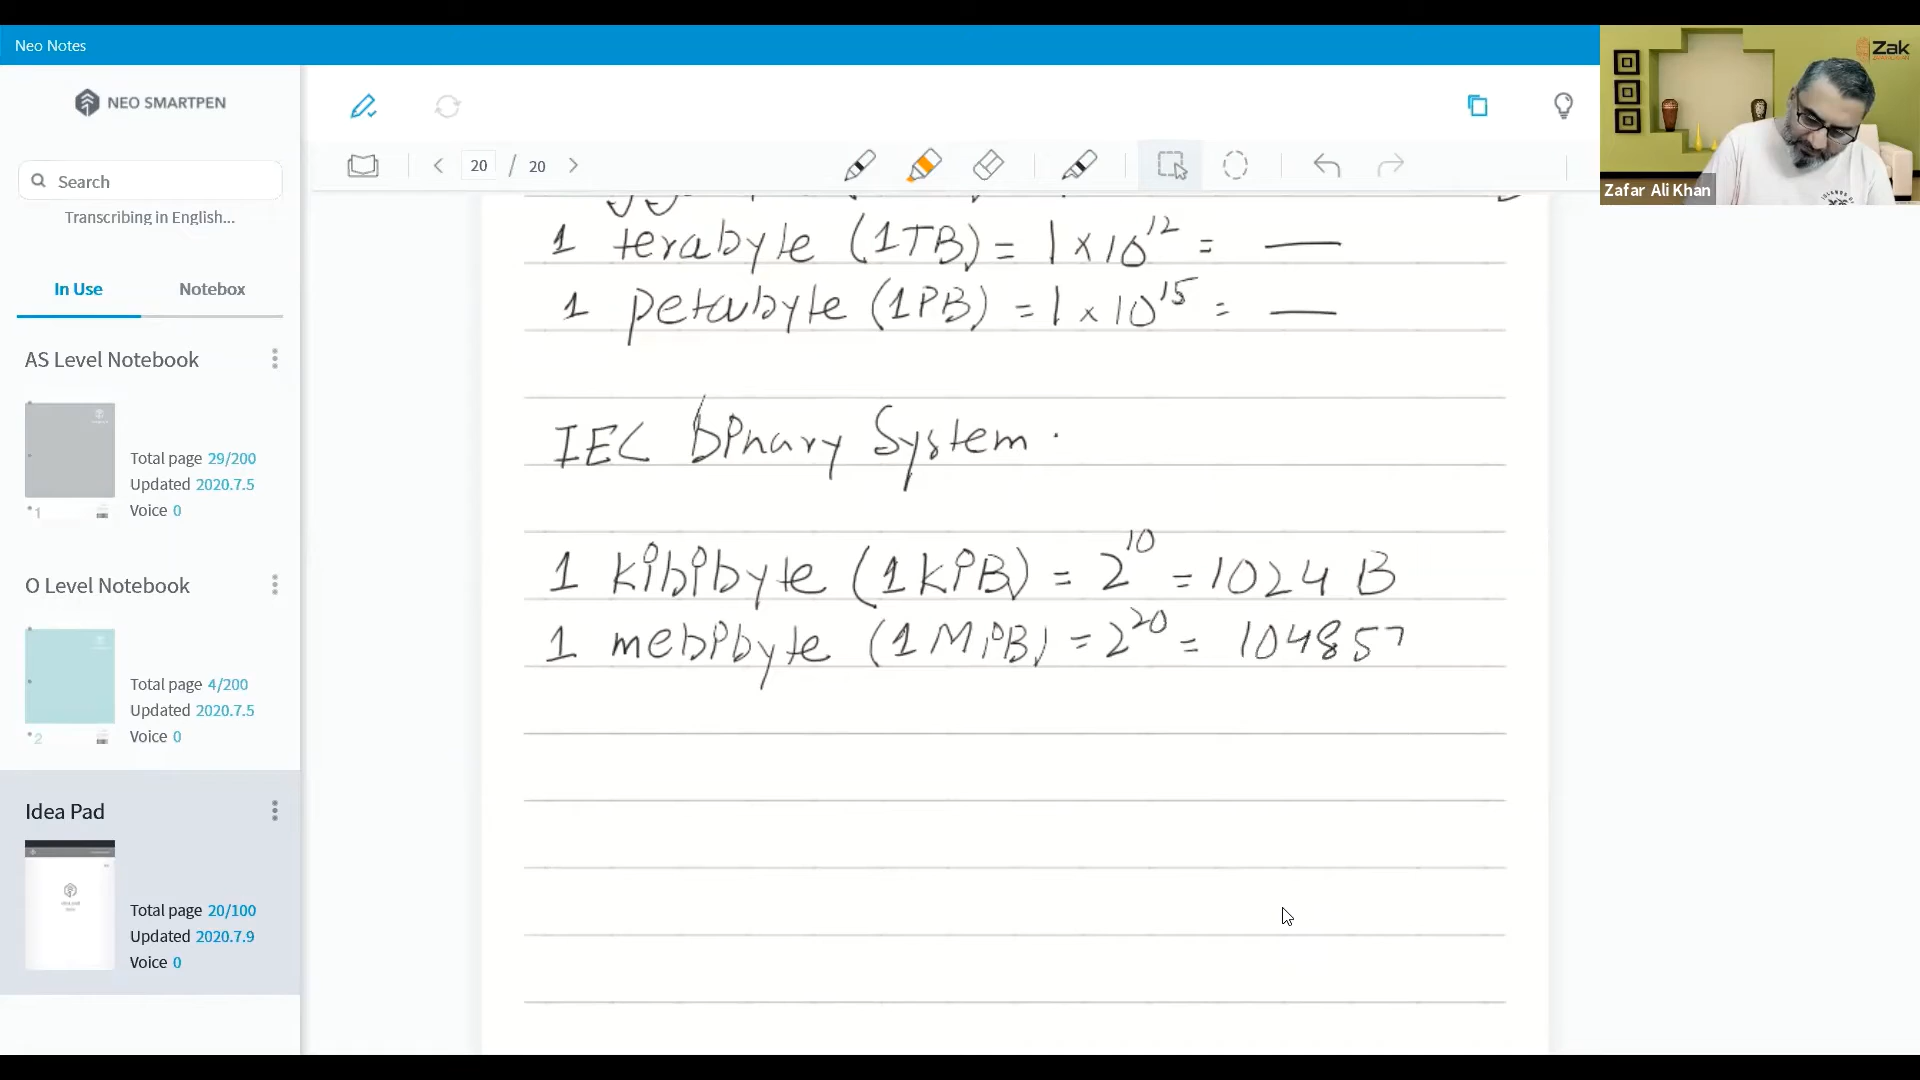 Neo Notes
NEO SMARTPEN
Search
Transcribing in English...
In Use
Notebox
AS Level Notebook
Total page 29/200
Updated 2020.7.5
Voice 0
1
O Level Notebook
Total page 4/200
Updated 2020.7.5
Voice 0
2
Idea Pad
Total page 20/100
Updated 2020.7.9
Voice 0
20 / 20
1 terabyte (1TB) = 1 x 10^12 = —
1 petabyte (1PB) = 1 x 10^15 = —
IEC binary System.
1 kibibyte (1KiB) = 2^10 = 1024 B
1 mebibyte (1MiB) = 2^20 = 104857
Zak
Zafar Ali Khan